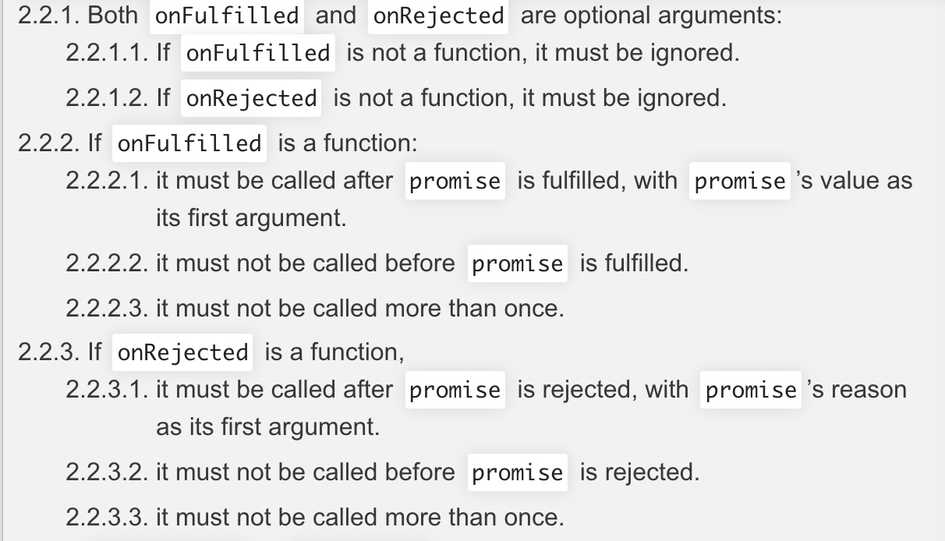 2.2.1. Both onFulfilled and onRejected are optional arguments:
2.2.1.1. If onFulfilled is not a function, it must be ignored.
2.2.1.2. If onRejected is not a function, it must be ignored.
2.2.2. If onFulfilled is a function:
2.2.2.1. it must be called after promise is fulfilled, with promise 's value as
its first argument.
2.2.2.2. it must not be called before promise is fulfilled.
2.2.2.3. it must not be called more than once.
2.2.3. If onRejected is a function,
2.2.3.1. it must be called after promise is rejected, with promise 's reason
as its first argument.
2.2.3.2. it must not be called before promise is rejected.
2.2.3.3. it must not be called more than once.